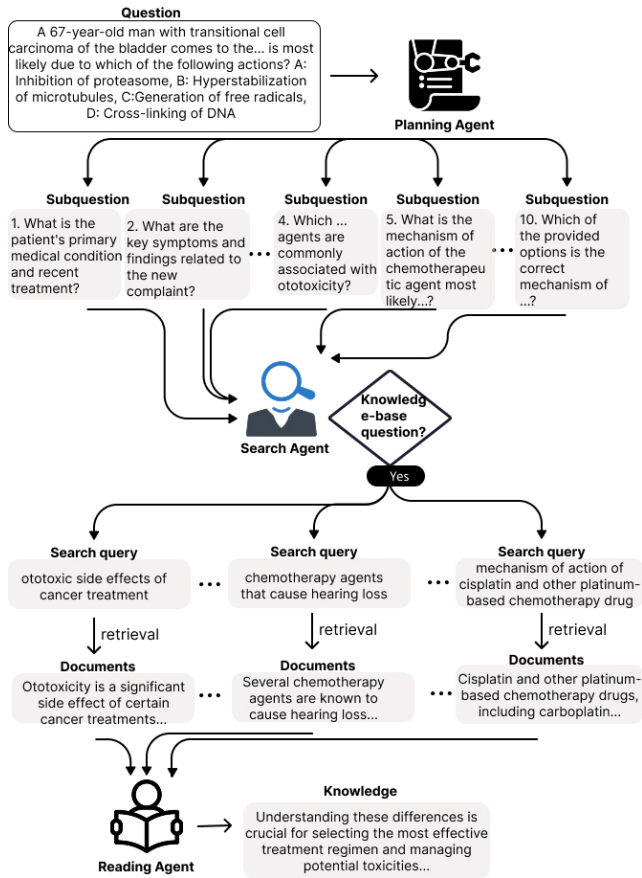 Question
A 67-year-old man with transitional cell
carcinoma of the bladder comes to the... is most
likely due to which of the following actions? A:
Inhibition of proteasome, B: Hyperstabilization
of microtubules, C:Generation of free radicals,
D: Cross-linking of DNA
Planning Agent
Subquestion
1. What is the
patient's primary
medical condition
and recent
treatment?
Subquestion
2. What are the
key symptoms and
findings related to
the new
complaint?
...
Subquestion
4. Which ...
agents are
commonly
associated with
ototoxicity?
Subquestion
5. What is the
mechanism of
action of the
chemotherapeu
tic agent most
likely...?
...
Subquestion
10. Which of
the provided
options is the
correct
mechanism of
...?
Search Agent
Knowledg
e-base
question?
Yes
Search query
ototoxic side effects of
cancer treatment
...
Search query
chemotherapy agents
that cause hearing loss
...
Search query
mechanism of action of
cisplatin and other platinum-
based chemotherapy drug
retrieval
retrieval
retrieval
Documents
Ototoxicity is a significant
side effect of certain
cancer treatments...
...
Documents
Several chemotherapy
agents are known to
cause hearing loss...
...
Documents
Cisplatin and other platinum-
based chemotherapy drugs,
including carboplatin...
Reading Agent
Knowledge
Understanding these differences is
crucial for selecting the most effective
treatment regimen and managing
potential toxicities...